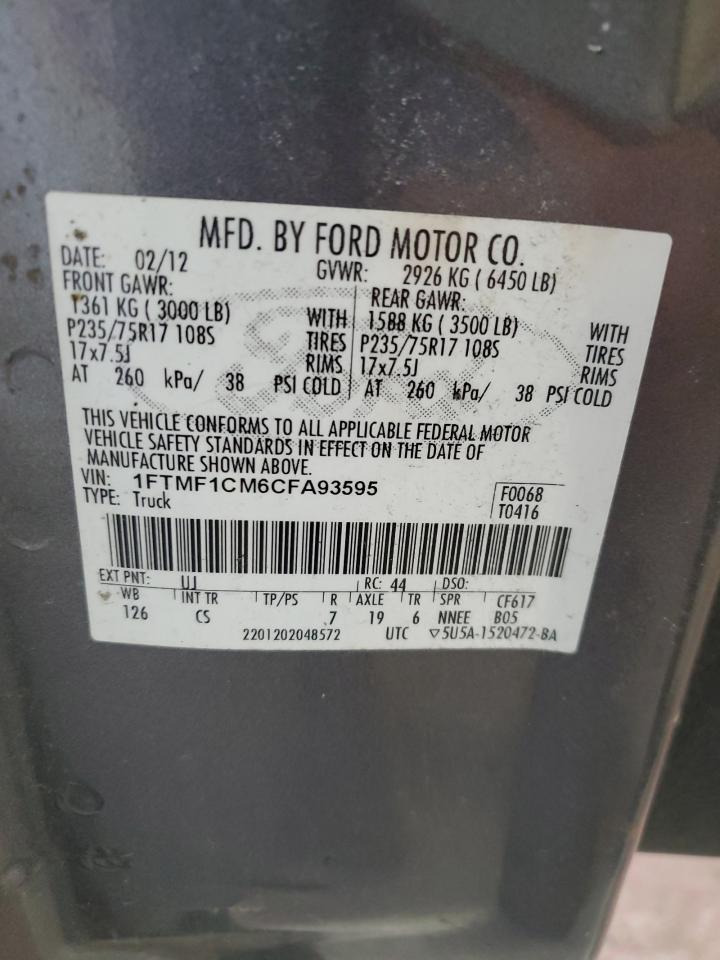 MFD. BY FORD MOTOR CO.
DATE: 02/12 GVWR: 2926 KG ( 6450 LB)
FRONT GAWR: REAR GAWR:
1361 KG ( 3000 LB) WITH 1588 KG ( 3500 LB) WITH
P235/75R17 108S TIRES P235/75R17 108S TIRES
17x7.5J RIMS 17x7.5J RIMS
AT 260 kPa/ 38 PSI COLD AT 260 kPa/ 38 PSI COLD
THIS VEHICLE CONFORMS TO ALL APPLICABLE FEDERAL MOTOR
VEHICLE SAFETY STANDARDS IN EFFECT ON THE DATE OF
MANUFACTURE SHOWN ABOVE.
VIN: 1FTMF1CM6CFA93595 F0068
TYPE: Truck T0416
EXT PNT: UJ RC: 44 DSO:
WB INT TR TP/PS R AXLE TR SPR CF617
126 CS 7 19 6 NNEE B05
2201202048572 UTC ▽5U5A-1520472-BA